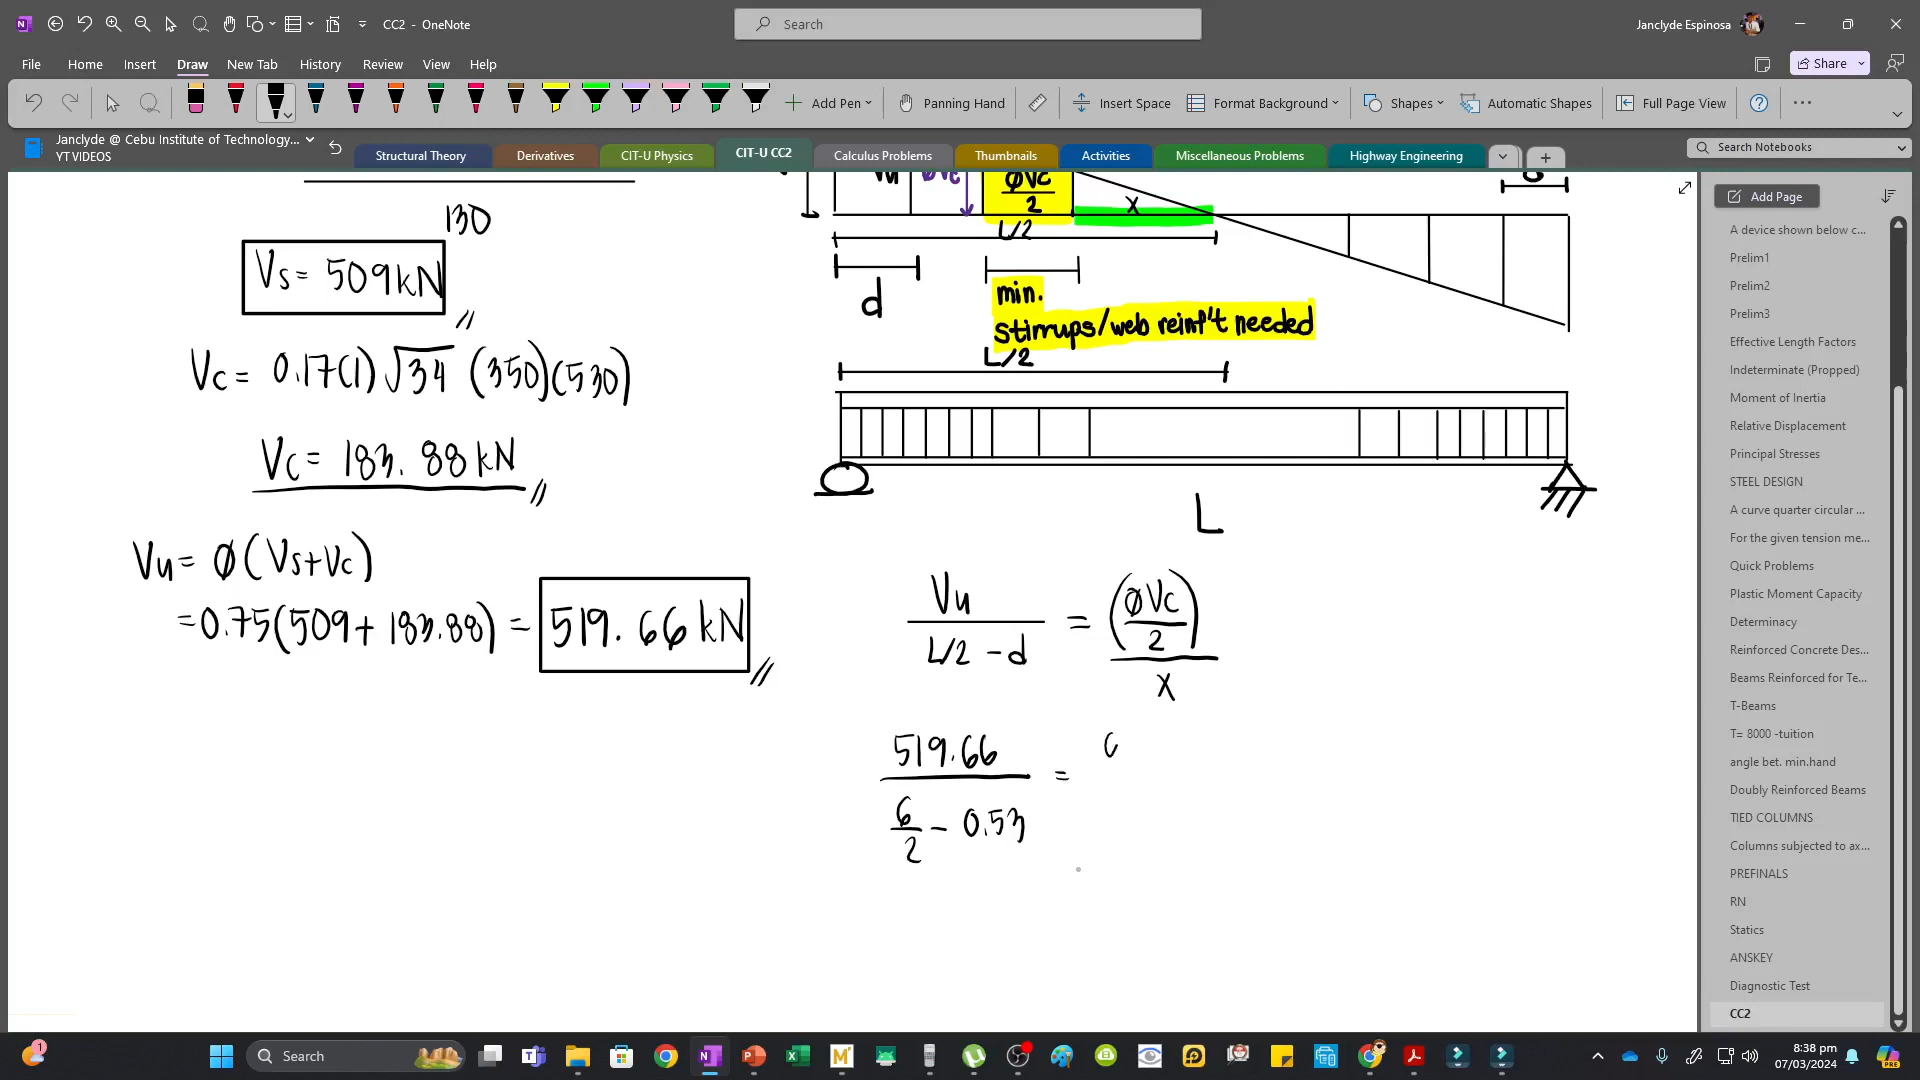 CC2 - OneNote
Search
Janclyde Espinosa
File Home Insert Draw New Tab History Review View Help
Share
Add Pen
Panning Hand
Insert Space
Format Background
Shapes
Automatic Shapes
Full Page View
Janclyde @ Cebu Institute of Technology...
YT VIDEOS
Structural Theory
Derivatives
CIT-U Physics
CIT-U CC2
Calculus Problems
Thumbnails
Activities
Miscellaneous Problems
Highway Engineering
Search Notebooks
130
Vs = 509 kN
Vc = 0.17(1) √34 (350)(530)
Vc = 183.88 kN
Vu = Ø (Vs+Vc)
= 0.75(509 + 183.88) = 519.66 kN
Vu
ØVc
ØVc
2
x
L/2
d
min.
stirrups/web reinf't needed
L/2
L
Vu = (ØVc
L/2 - d 2)
x
519.66 =
6 - 0.53
2
Add Page
A device shown below c...
Prelim1
Prelim2
Prelim3
Effective Length Factors
Indeterminate (Propped)
Moment of Inertia
Relative Displacement
Principal Stresses
STEEL DESIGN
A curve quarter circular ...
For the given tension me...
Quick Problems
Plastic Moment Capacity
Determinacy
Reinforced Concrete Des...
Beams Reinforced for Te...
T-Beams
T= 8000 -tuition
angle bet. min.hand
Doubly Reinforced Beams
TIED COLUMNS
Columns subjected to ax...
PREFINALS
RN
Statics
ANSKEY
Diagnostic Test
CC2
1
Search
8:38 pm
07/03/2024